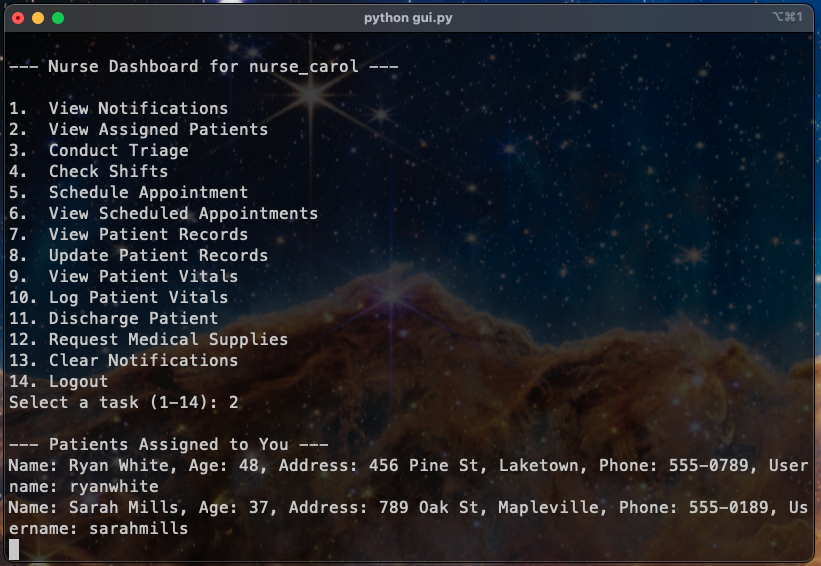 python gui.py
⌥⌘1
--- Nurse Dashboard for nurse_carol ---
1. View Notifications
2. View Assigned Patients
3. Conduct Triage
4. Check Shifts
5. Schedule Appointment
6. View Scheduled Appointments
7. View Patient Records
8. Update Patient Records
9. View Patient Vitals
10. Log Patient Vitals
11. Discharge Patient
12. Request Medical Supplies
13. Clear Notifications
14. Logout
Select a task (1-14): 2
--- Patients Assigned to You ---
Name: Ryan White, Age: 48, Address: 456 Pine St, Laketown, Phone: 555-0789, User
name: ryanwhite
Name: Sarah Mills, Age: 37, Address: 789 Oak St, Mapleville, Phone: 555-0189, Us
ername: sarahmills